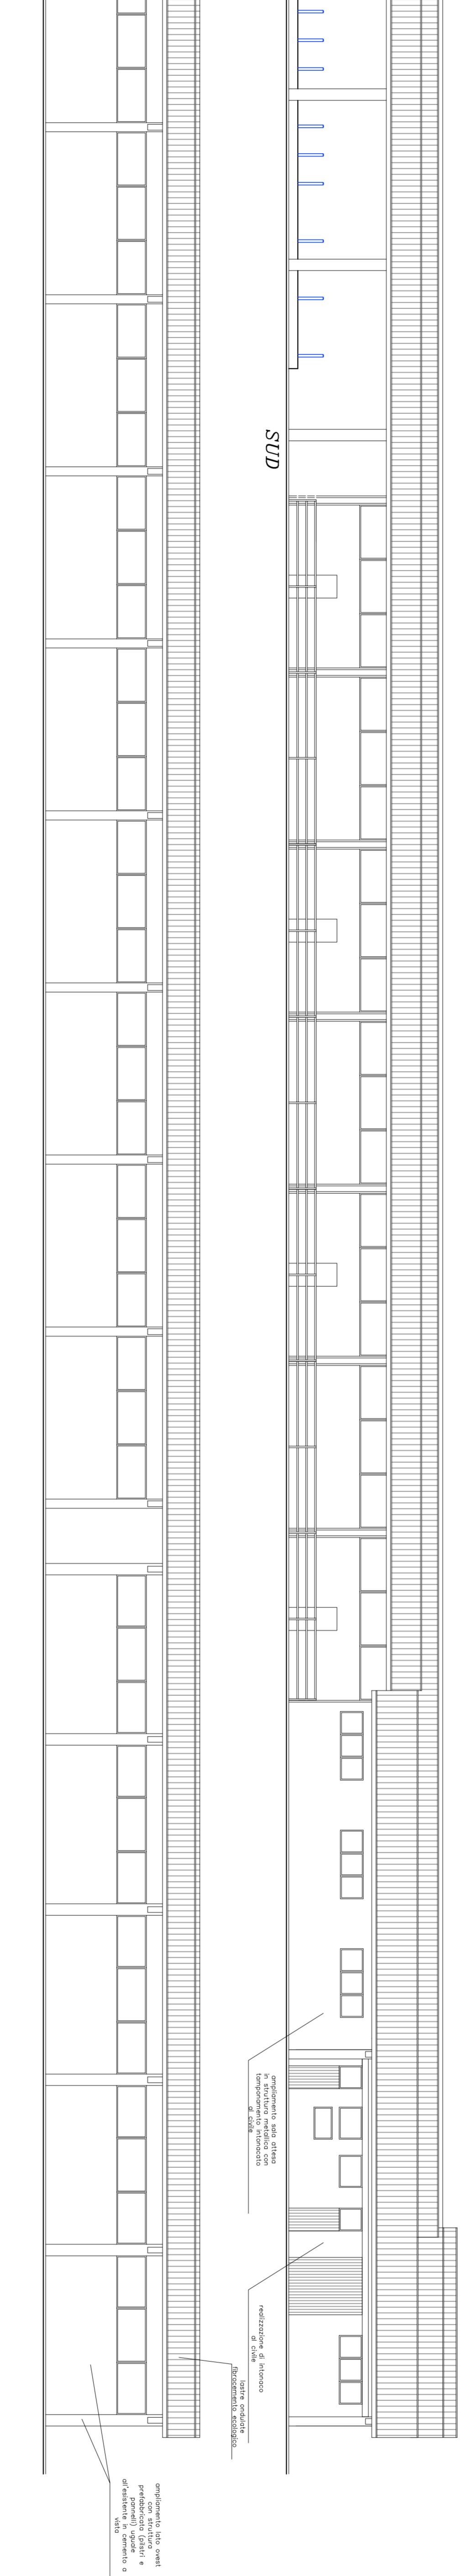 SUD
ampliamento sala attesa
in struttura metallica con
tamponamento intonacato
al civile
realizzazione di intonaco
al civile
lastre ondulate
fibrocemento ecologico
ampliamento lato ovest
con struttura
prefabbricata (pilstri e
pannelli) uguale
all'esistente in cemento a
vista